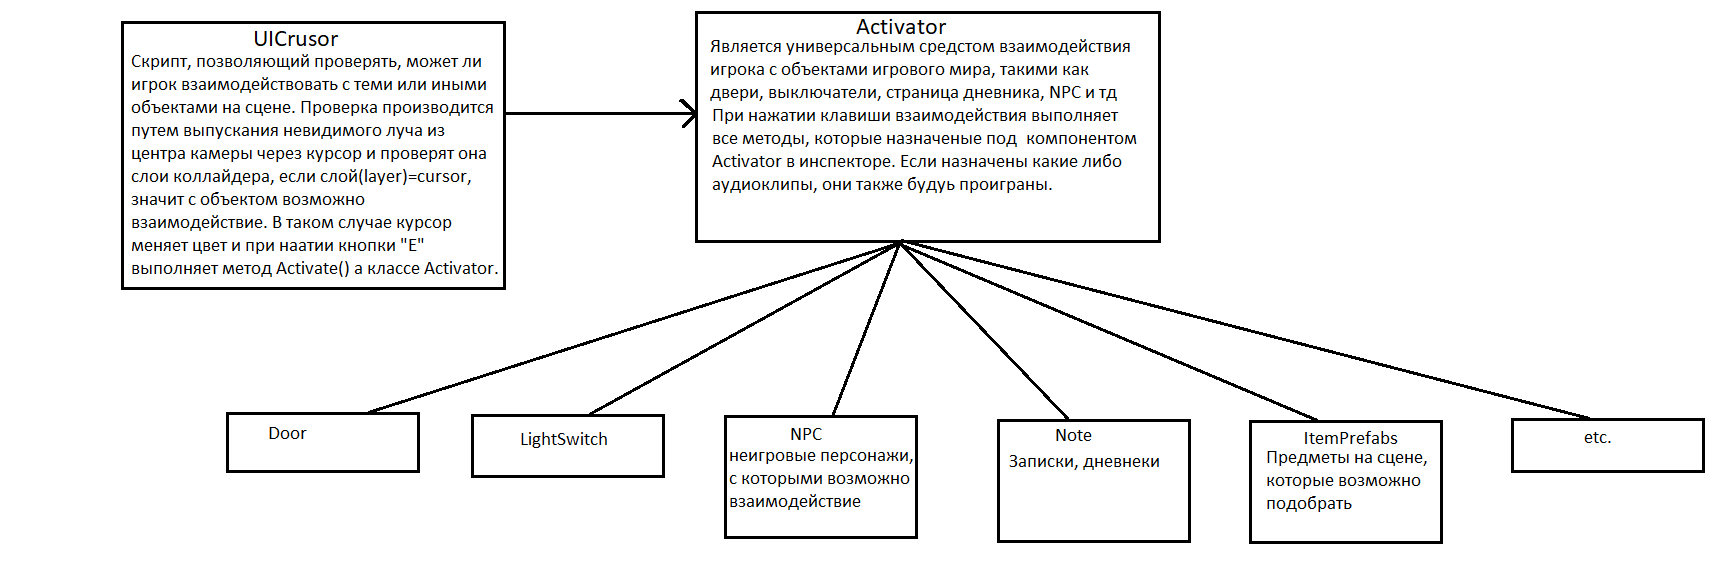 UICrusor
Скрипт, позволяющий проверять, может ли
игрок взаимодействовать с теми или иными
объектами на сцене. Проверка производится
путем выпускания невидимого луча из
центра камеры через курсор и проверят она
слои коллайдера, если слой(layer)=cursor,
значит с объектом возможно
взаимодействие. В таком случае курсор
меняет цвет и при наатии кнопки "E"
выполняет метод Activate() а классе Activator.
Activator
Является универсальным средстом взаимодействия
игрока с объектами игрового мира, такими как
двери, выключатели, страница дневника, NPC и тд
При нажатии клавиши взаимодействия выполняет
все методы, которые назначеные под компонентом
Activator в инспекторе. Если назначены какие либо
аудиоклипы, они также будуь проиграны.
Door
LightSwitch
NPC
неигровые персонажи,
с которыми возможно
взаимодействие
Note
Записки, дневнеки
ItemPrefabs
Предметы на сцене,
которые возможно
подобрать
etc.